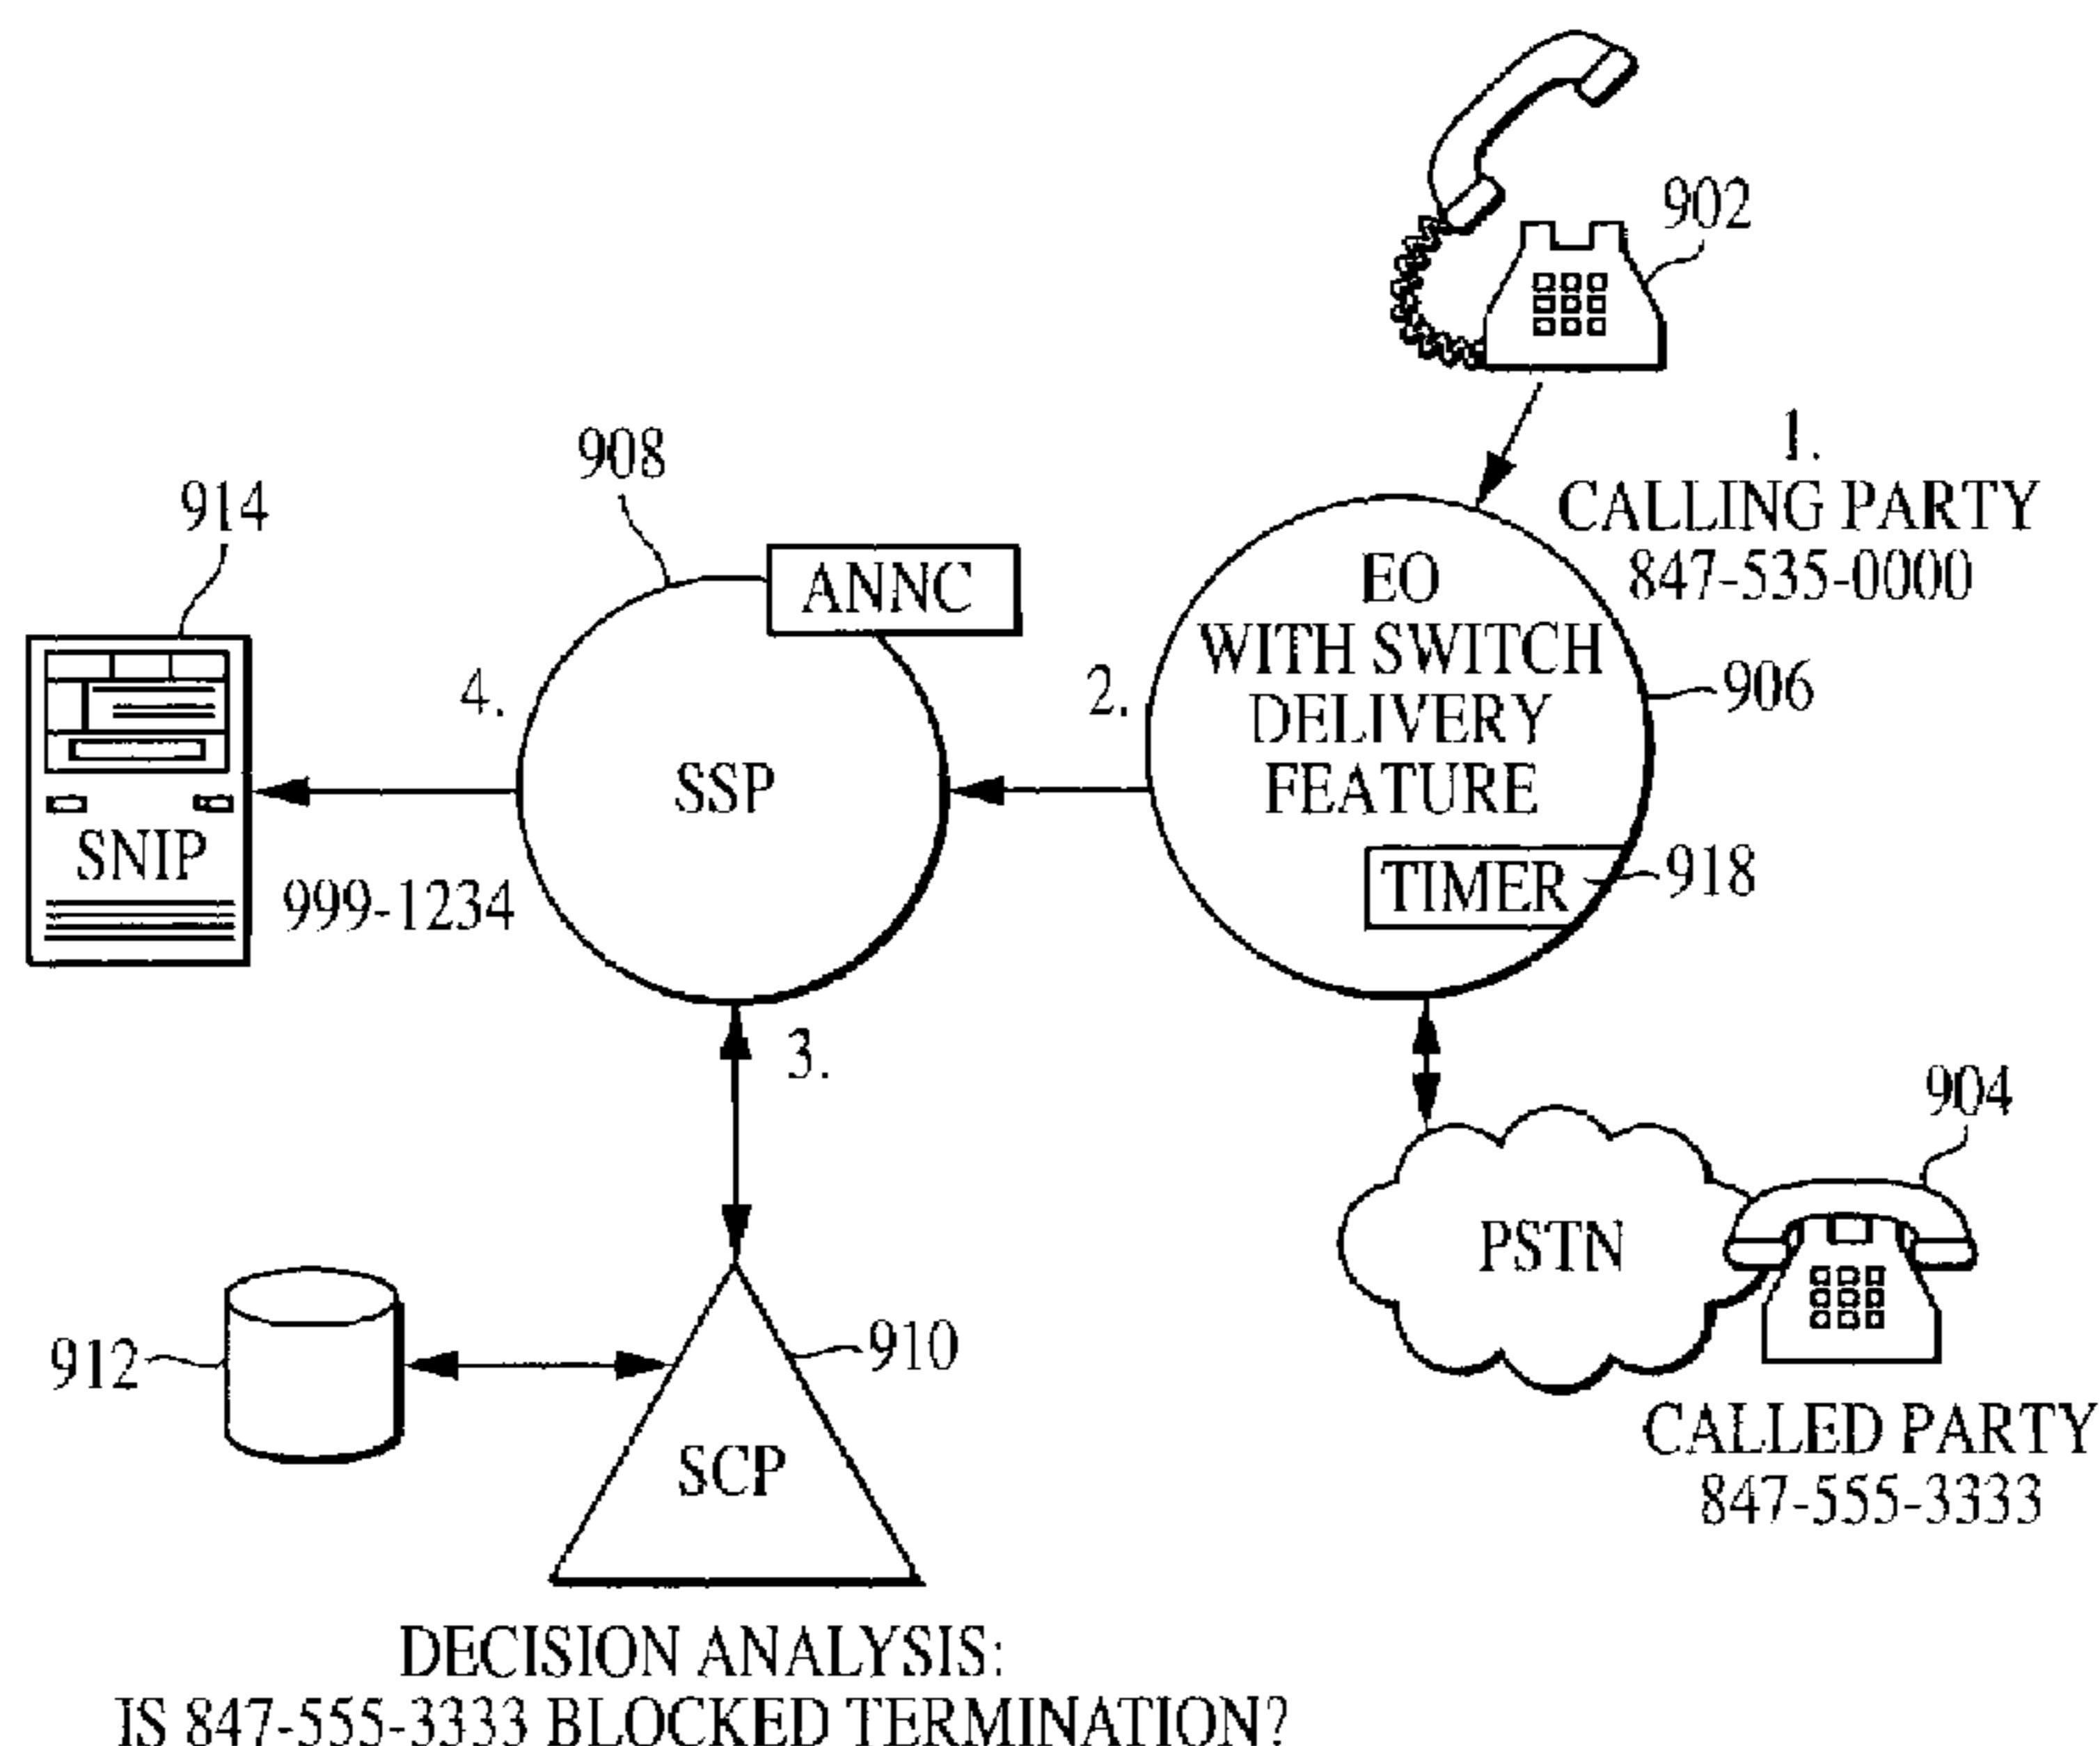 902
1.
CALLING PARTY
847-535-0000
908
914
ANNC
EO
WITH SWITCH
DELIVERY
FEATURE
906
2.
4.
SSP
TIMER
918
SNIP
999-1234
3.
904
PSTN
912
910
SCP
CALLED PARTY
847-555-3333
DECISION ANALYSIS:
IS 847-555-3333 BLOCKED TERMINATION?